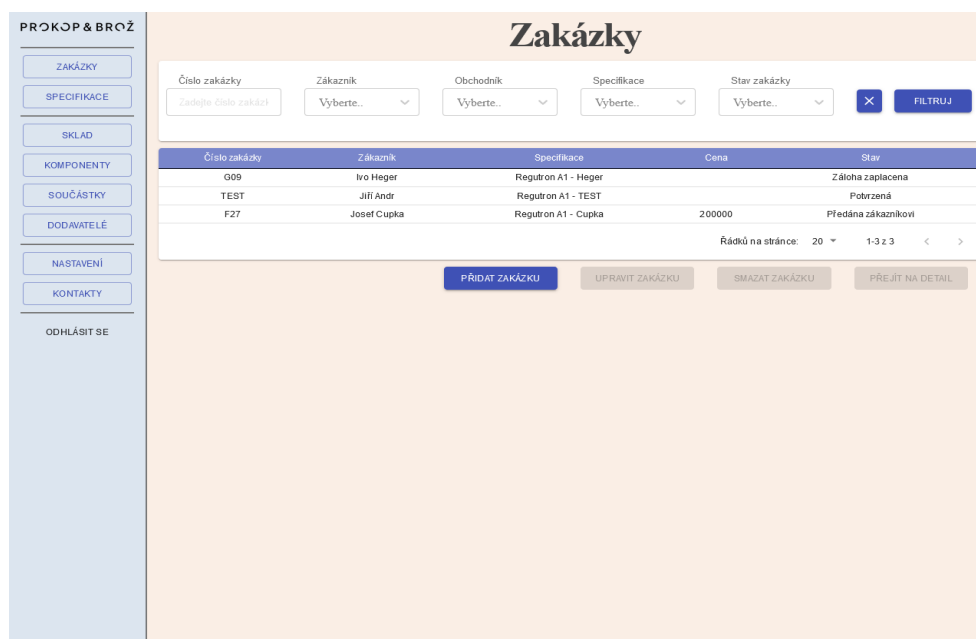 PROKOP & BROŽ
ZAKÁZKY
SPECIFIKACE
SKLAD
KOMPONENTY
SOUČÁSTKY
DODAVATELÉ
NASTAVENÍ
KONTAKTY
ODHLÁSIT SE
Zakázky
Číslo zakázky Zákazník Obchodník Specifikace Stav zakázky
Zadejte číslo zakázk Vyberte.. Vyberte.. Vyberte.. Vyberte.. FILTRUJ
Číslo zakázky Zákazník Specifikace Cena Stav
G09 Ivo Heger Regutron A1 - Heger Záloha zaplacena
TEST Jiří Andr Regutron A1 - TEST Potvrzená
F27 Josef Cupka Regutron A1 - Cupka 200000 Předána zákazníkovi
Řádků na stránce: 20 1-3 z 3
PŘIDAT ZAKÁZKU UPRAVIT ZAKÁZKU SMAZAT ZAKÁZKU PŘEJÍT NA DETAIL